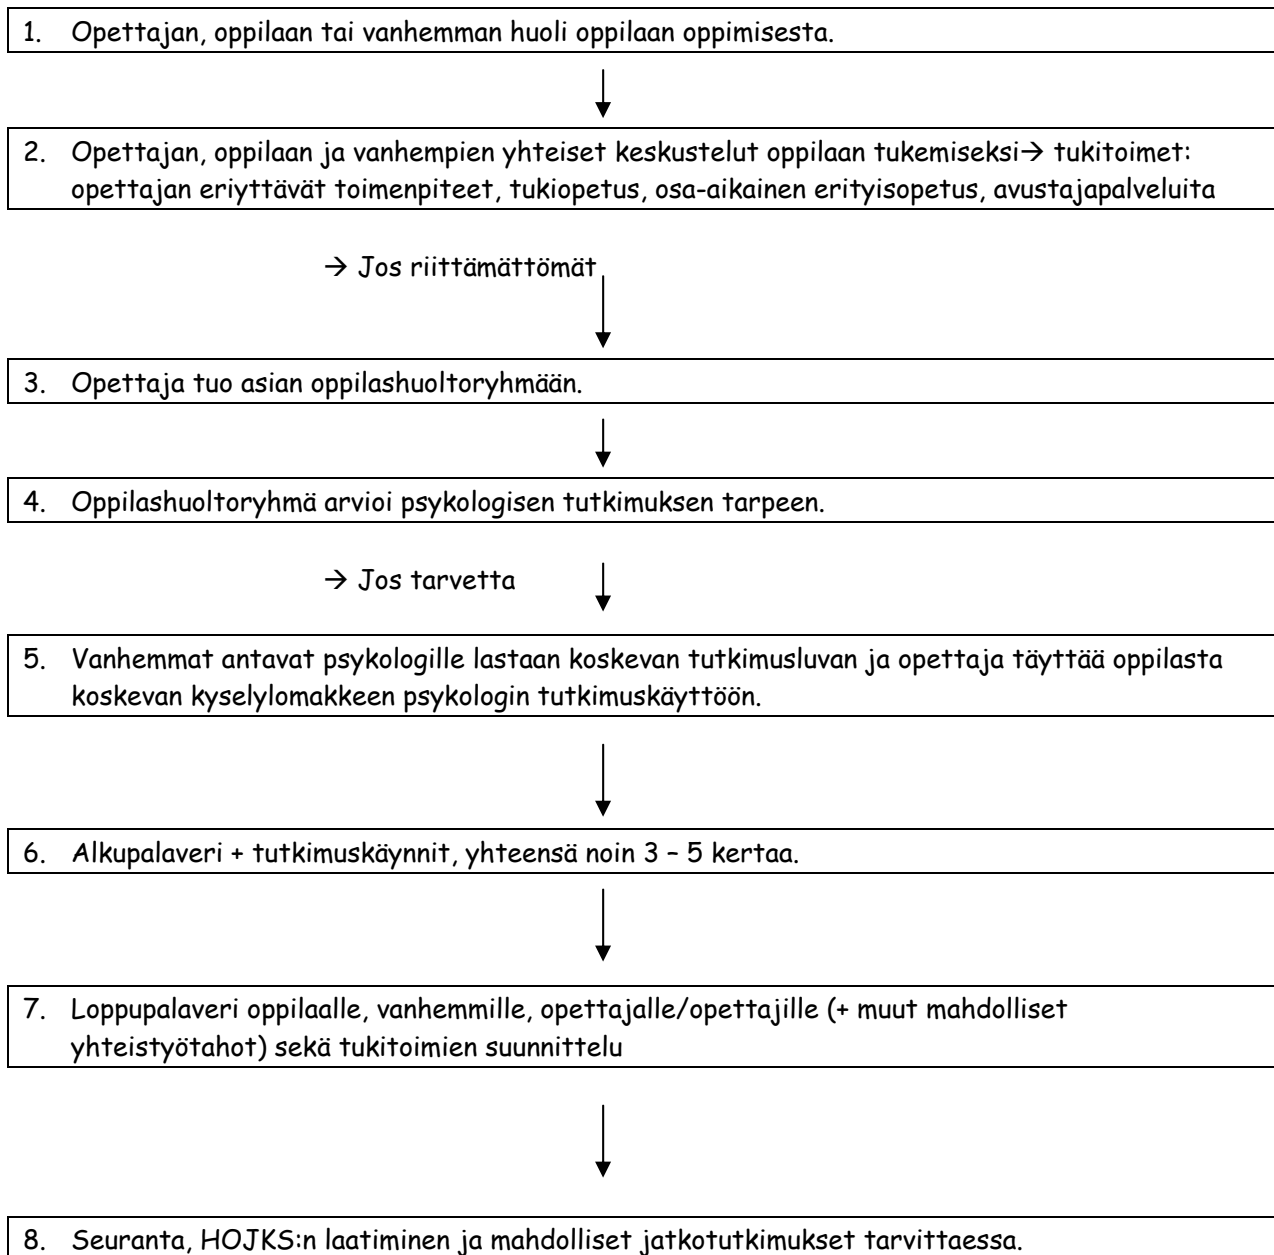 1. Opettajan, oppilaan tai vanhemman huoli oppilaan oppimisesta.
2. Opettajan, oppilaan ja vanhempien yhteiset keskustelut oppilaan tukemiseksi→ tukitoimet:
opettajan eriyttävät toimenpiteet, tukiopetus, osa-aikainen erityisopetus, avustajapalveluita
→ Jos riittämättömät
3. Opettaja tuo asian oppilashuoltoryhmään.
4. Oppilashuoltoryhmä arvioi psykologisen tutkimuksen tarpeen.
→ Jos tarvetta
5. Vanhemmat antavat psykologille lastaan koskevan tutkimusluvan ja opettaja täyttää oppilasta
koskevan kyselylomakkeen psykologin tutkimuskäyttöön.
6. Alkupalaveri + tutkimuskäynnit, yhteensä noin 3 – 5 kertaa.
7. Loppupalaveri oppilaalle, vanhemmille, opettajalle/opettajille (+ muut mahdolliset
yhteistyötahot) sekä tukitoimien suunnittelu
8. Seuranta, HOJKS:n laatiminen ja mahdolliset jatkotutkimukset tarvittaessa.